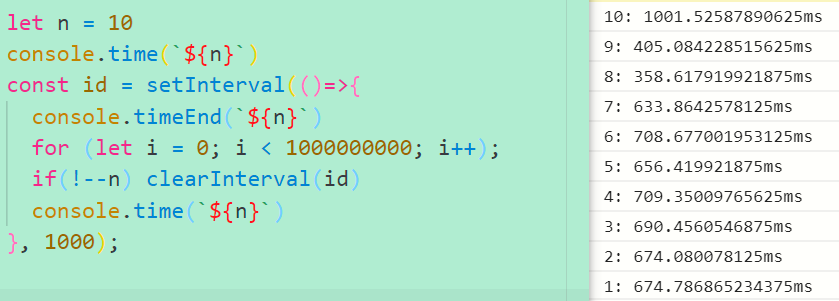 let n = 10
console.time(`${n}`)
const id = setInterval(()=>{
console.timeEnd(`${n}`)
for (let i = 0; i < 1000000000; i++);
if(!--n) clearInterval(id)
console.time(`${n}`)
}, 1000);
10: 1001.52587890625ms
9: 405.084228515625ms
8: 358.617919921875ms
7: 633.8642578125ms
6: 708.677001953125ms
5: 656.419921875ms
4: 709.35009765625ms
3: 690.4560546875ms
2: 674.080078125ms
1: 674.786865234375ms